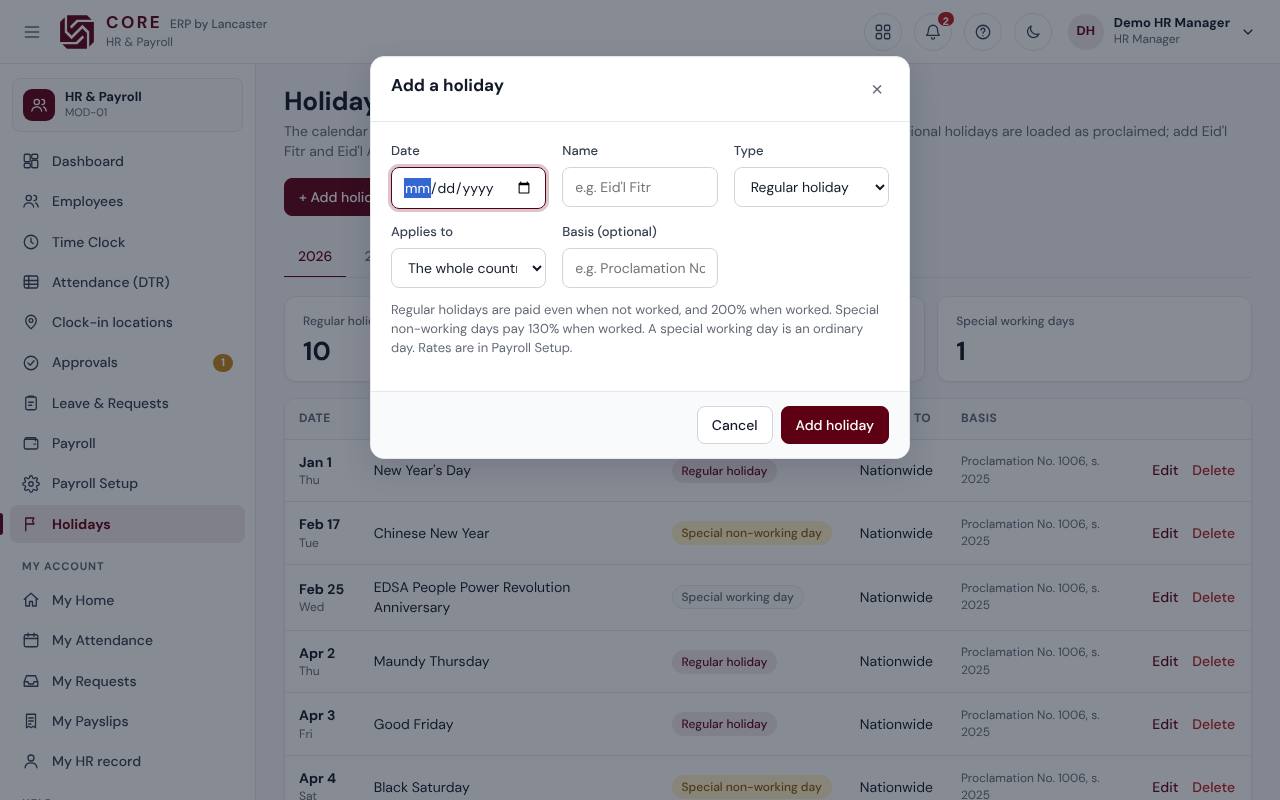 CORE ERP by Lancaster
HR & Payroll
2
DH
Demo HR Manager
HR Manager
HR & Payroll
MOD-01
Dashboard
Employees
Time Clock
Attendance (DTR)
Clock-in locations
Approvals 1
Leave & Requests
Payroll
Payroll Setup
Holidays
MY ACCOUNT
My Home
My Attendance
My Requests
My Payslips
My HR record
Holiday
The calendar
ional holidays are loaded as proclaimed; add Eid'l
Fitr and Eid'l
+ Add holid
2026
Regular holi
10
Special working days
1
Add a holiday
×
Date Name Type
mm/dd/yyyy e.g. Eid'l Fitr Regular holiday
Applies to Basis (optional)
The whole count e.g. Proclamation No
Regular holidays are paid even when not worked, and 200% when worked. Special
non-working days pay 130% when worked. A special working day is an ordinary
day. Rates are in Payroll Setup.
Cancel Add holiday
DATE TO BASIS
Jan 1
Thu
New Year's Day Regular holiday Nationwide
Proclamation No. 1006, s.
2025
Edit Delete
Feb 17
Tue
Chinese New Year Special non-working day Nationwide
Proclamation No. 1006, s.
2025
Edit Delete
Feb 25
Wed
EDSA People Power Revolution
Anniversary
Special working day Nationwide
Proclamation No. 1006, s.
2025
Edit Delete
Apr 2
Thu
Maundy Thursday Regular holiday Nationwide
Proclamation No. 1006, s.
2025
Edit Delete
Apr 3
Fri
Good Friday Regular holiday Nationwide
Proclamation No. 1006, s.
2025
Edit Delete
Apr 4
Sat
Black Saturday Special non-working day Nationwide
Proclamation No. 1006, s.
2025
Edit Delete